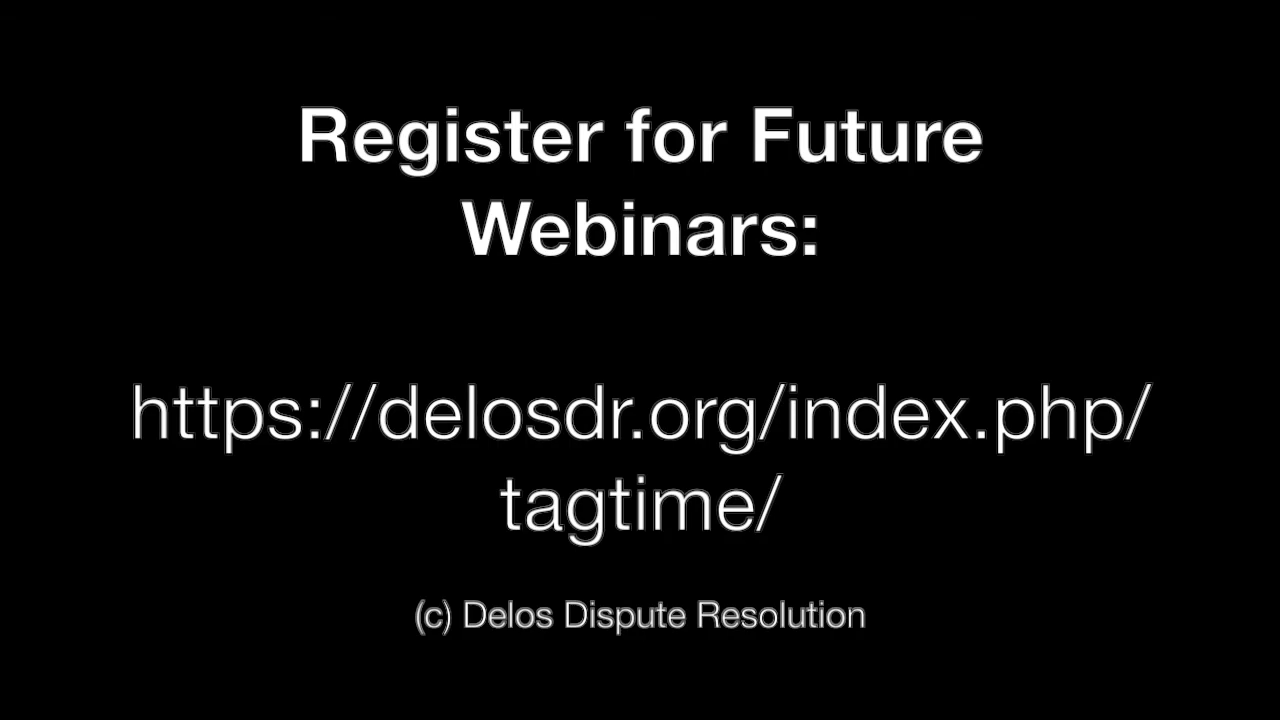 Register for Future
Webinars:
https://delosdr.org/index.php/
tagtime/
(c) Delos Dispute Resolution